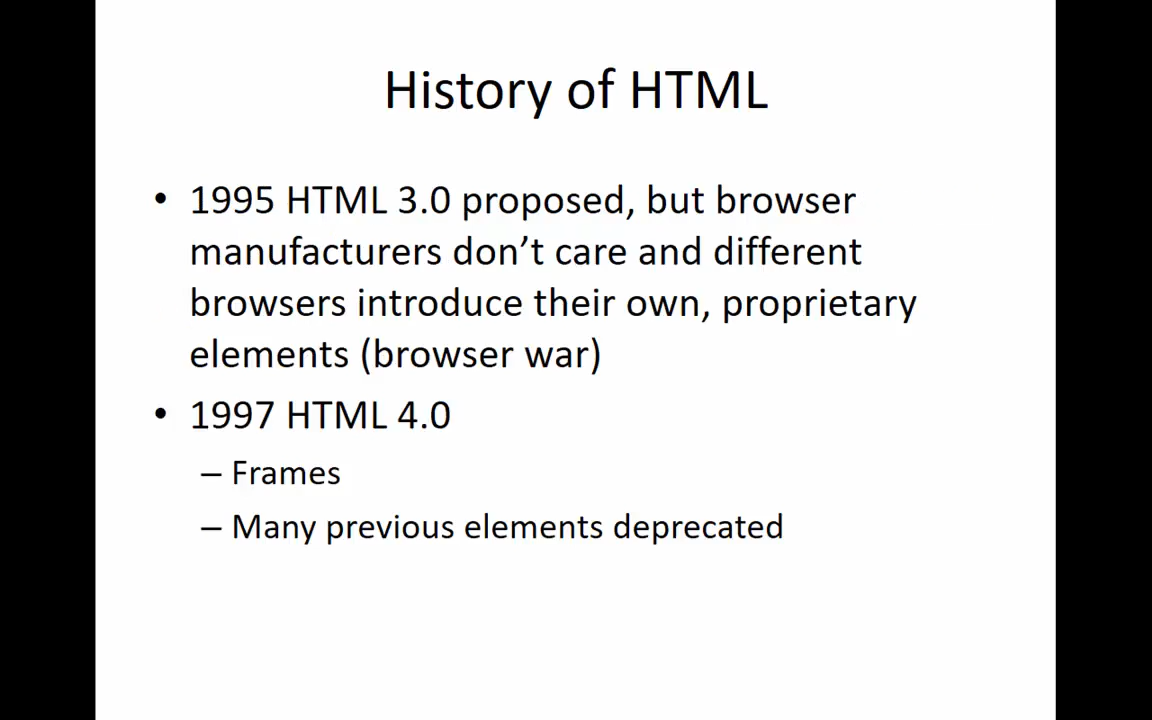 History of HTML
• 1995 HTML 3.0 proposed, but browser
manufacturers don’t care and different
browsers introduce their own, proprietary
elements (browser war)
• 1997 HTML 4.0
– Frames
– Many previous elements deprecated